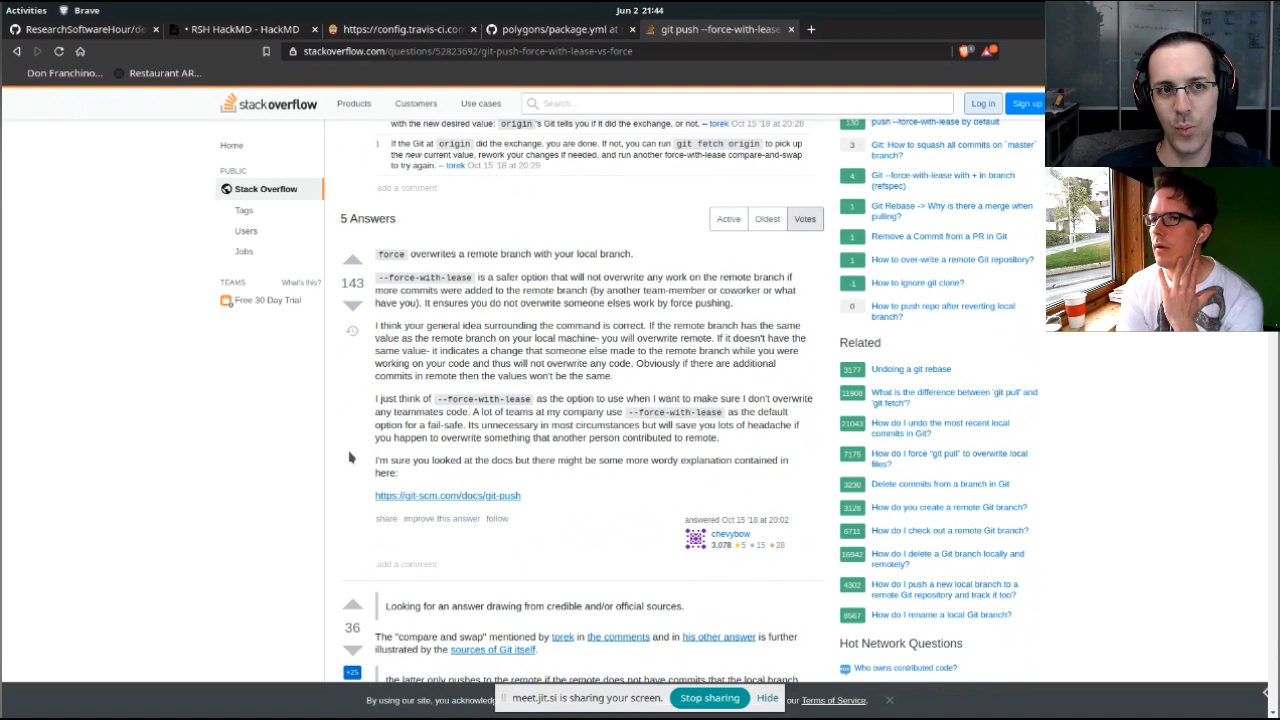 Activities
Brave
Jun 2 21:44
ResearchSoftwareHour/de
RSH HackMD - HackMD
https://config.travis-ci.com
polygons/package.yml at
git push --force-with-lease
stackoverflow.com/questions/52823692/git-push-force-with-lease-vs-force
Don Franchino...
Restaurant AR...
stackoverflow
Products
Customers
Use cases
Search...
Log in
Sign up
Home
PUBLIC
Stack Overflow
Tags
Users
Jobs
TEAMS What's this?
Free 30 Day Trial
with the new desired value: origin 's Git tells you if it did the exchange, or not. – torek Oct 15 '18 at 20:28
1 If the Git at origin did the exchange, you are done. If not, you can run git fetch origin to pick up
the new current value, rework your changes if needed, and run another force-with-lease compare-and-swap
to try again. – torek Oct 15 '18 at 20:29
add a comment
5 Answers
Active Oldest Votes
143
force overwrites a remote branch with your local branch.
--force-with-lease is a safer option that will not overwrite any work on the remote branch if
more commits were added to the remote branch (by another team-member or coworker or what
have you). It ensures you do not overwrite someone elses work by force pushing.
I think your general idea surrounding the command is correct. If the remote branch has the same
value as the remote branch on your local machine- you will overwrite remote. If it doesn't have the
same value- it indicates a change that someone else made to the remote branch while you were
working on your code and thus will not overwrite any code. Obviously if there are additional
commits in remote then the values won't be the same.
I just think of --force-with-lease as the option to use when I want to make sure I don't overwrite
any teammates code. A lot of teams at my company use --force-with-lease as the default
option for a fail-safe. Its unnecessary in most circumstances but will save you lots of headache if
you happen to overwrite something that another person contributed to remote.
I'm sure you looked at the docs but there might be some more wordy explanation contained in
here:
https://git-scm.com/docs/git-push
share improve this answer follow
answered Oct 15 '18 at 20:02
chevybow
3,078 5 15 28
add a comment
36
+25
Looking for an answer drawing from credible and/or official sources.
The "compare and swap" mentioned by torek in the comments and in his other answer is further
illustrated by the sources of Git itself.
the latter only pushes to the remote if the remote does not have commits that the local branch
push --force-with-lease by default
3 Git: How to squash all commits on `master`
branch?
4 Git --force-with-lease with + in branch
(refspec)
1 Git Rebase -> Why is there a merge when
pulling?
1 Remove a Commit from a PR in Git
1 How to over-write a remote Git repository?
-1 How to ignore git clone?
0 How to push repo after reverting local
branch?
Related
3177 Undoing a git rebase
11908 What is the difference between 'git pull' and
'git fetch'?
21043 How do I undo the most recent local
commits in Git?
7175 How do I force "git pull" to overwrite local
files?
3230 Delete commits from a branch in Git
3128 How do you create a remote Git branch?
6711 How do I check out a remote Git branch?
16942 How do I delete a Git branch locally and
remotely?
4302 How do I push a new local branch to a
remote Git repository and track it too?
8567 How do I rename a local Git branch?
Hot Network Questions
Who owns contributed code?
By using our site, you acknowledg
our Terms of Service.
meet.jit.si is sharing your screen.
Stop sharing
Hide